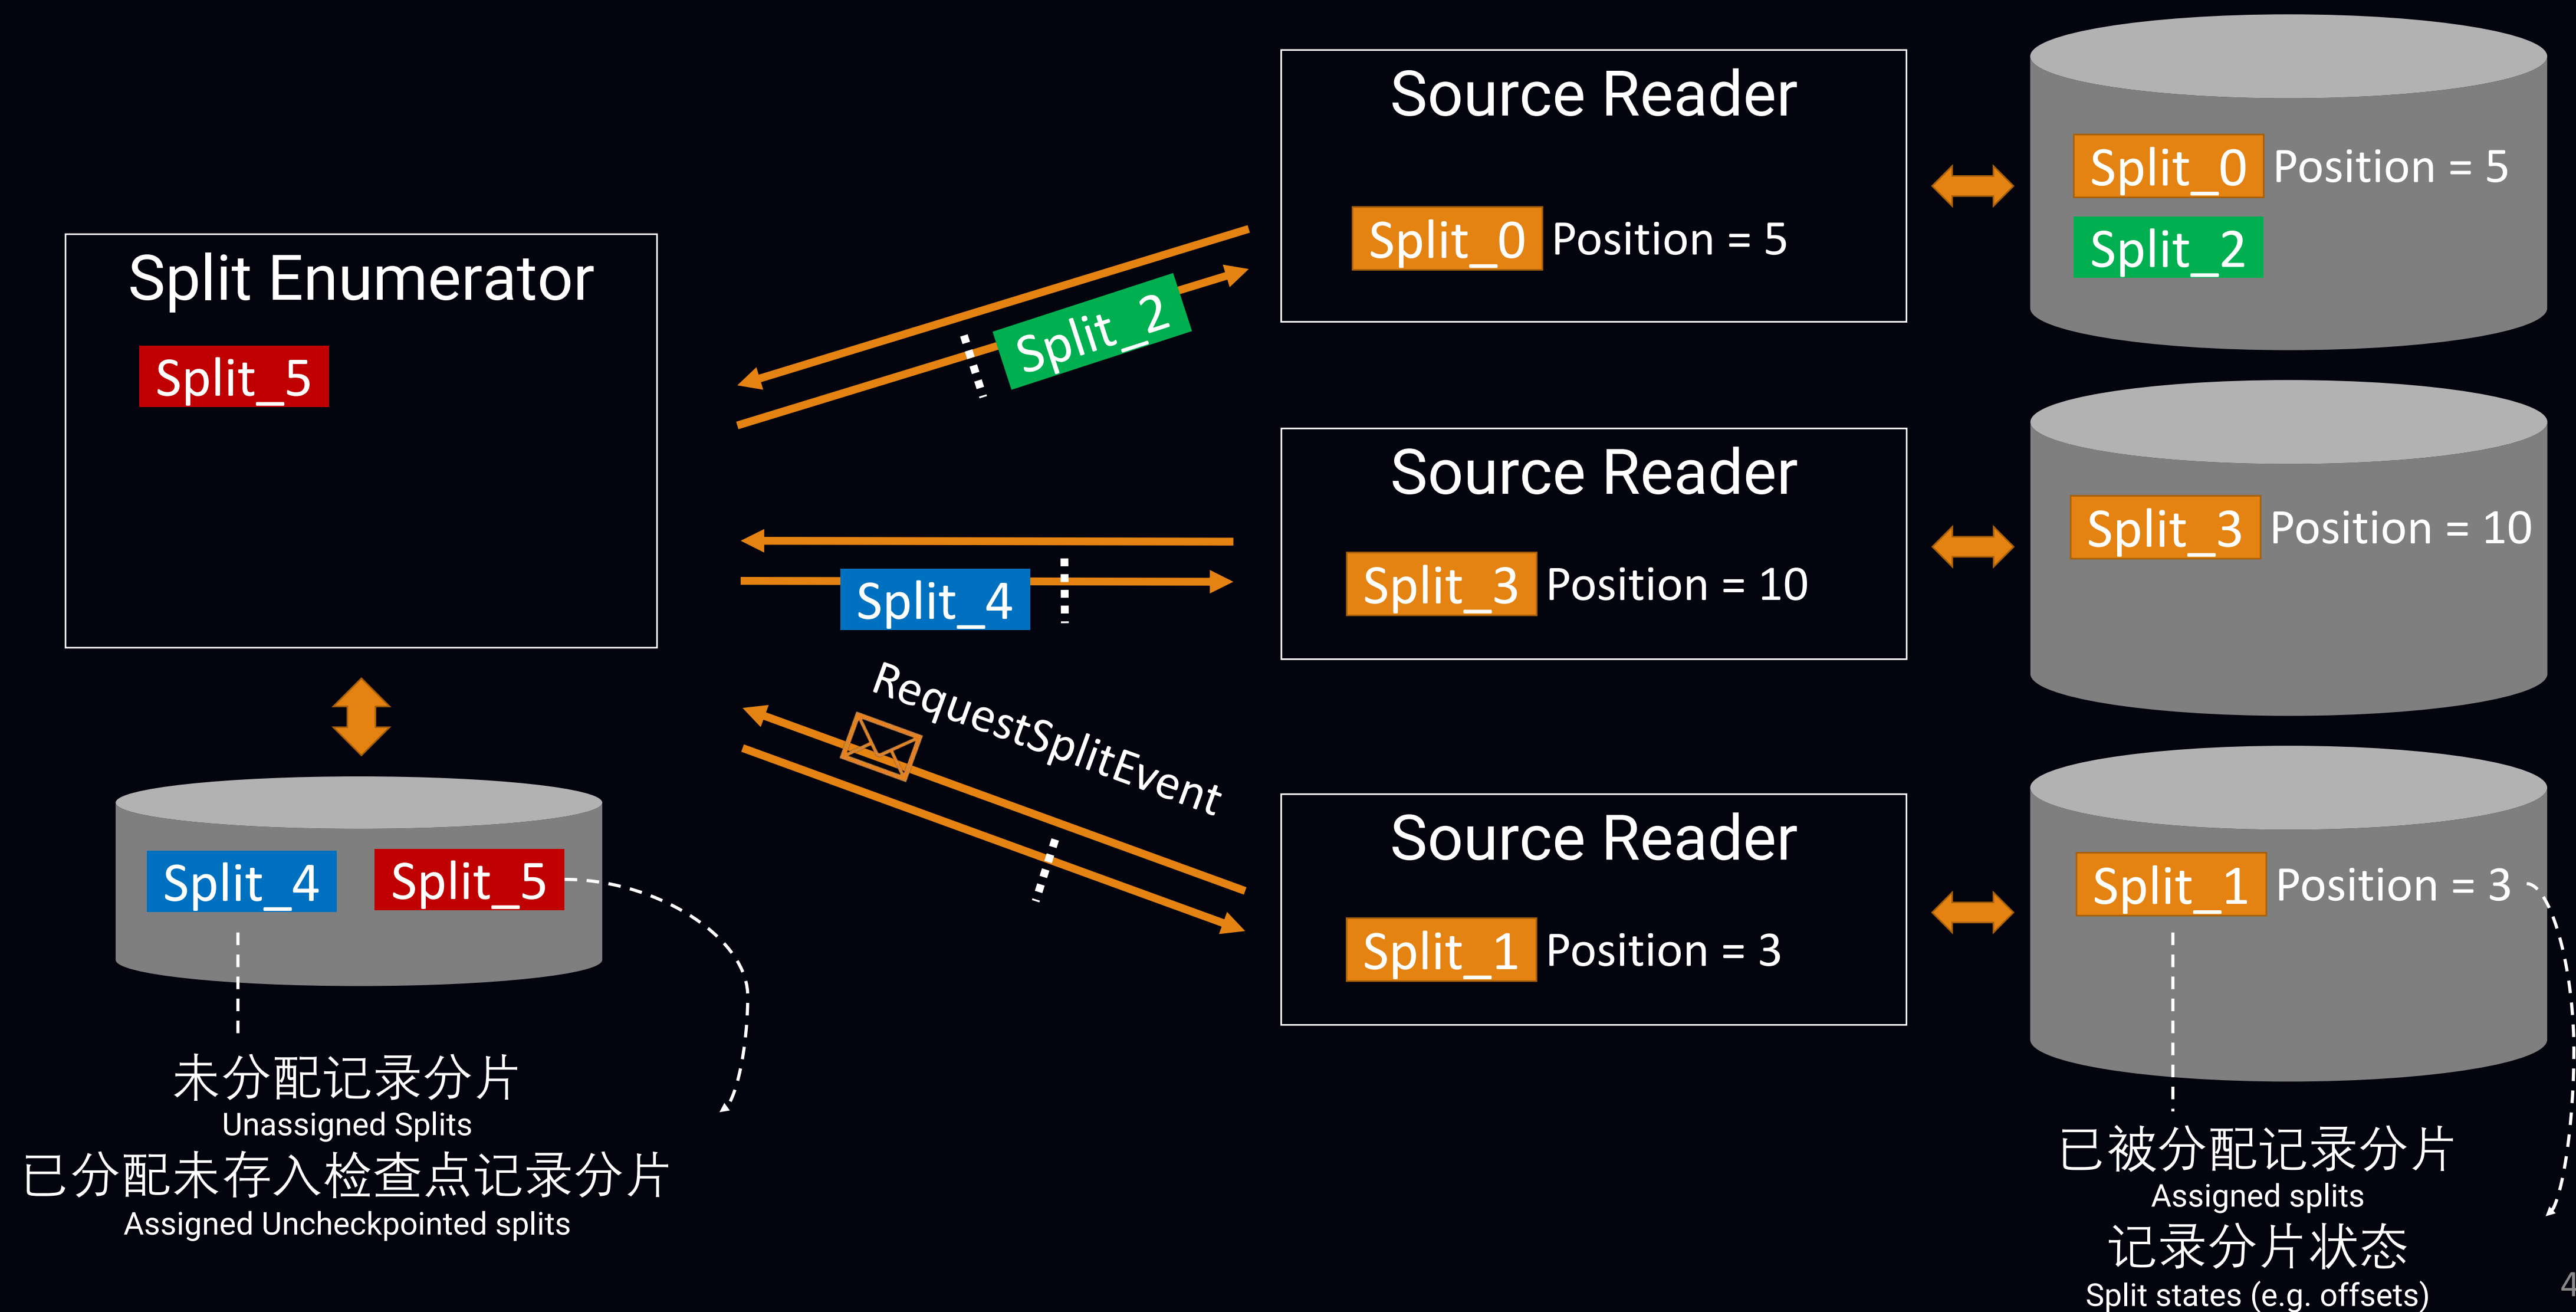 Split Enumerator
Split_5
Split_2
Split_4
RequestSplitEvent
Source Reader
Split_0 Position = 5
Source Reader
Split_3 Position = 10
Source Reader
Split_1 Position = 3
Split_0 Position = 5
Split_2
Split_3 Position = 10
Split_1 Position = 3
Split_4 Split_5
未分配记录分片
Unassigned Splits
已分配未存入检查点记录分片
Assigned Uncheckpointed splits
已被分配记录分片
Assigned splits
记录分片状态
Split states (e.g. offsets)
4